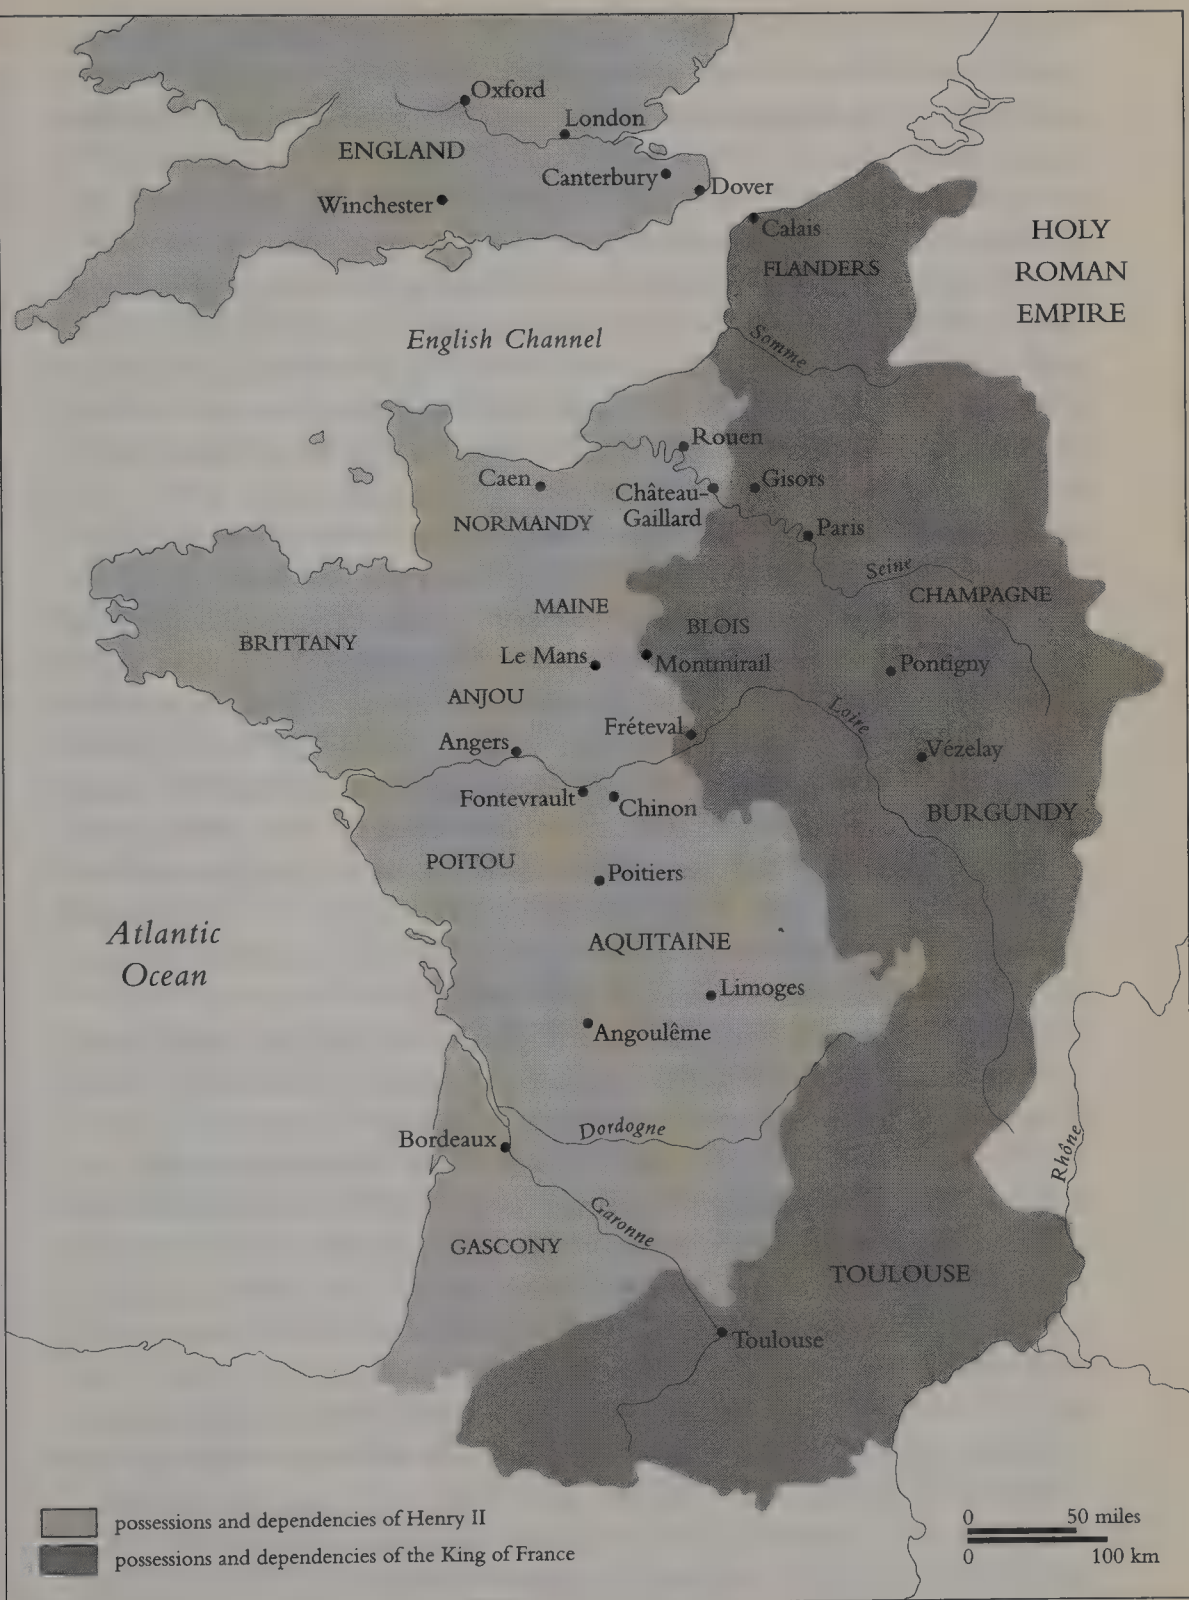 Oxford
London
ENGLAND
Canterbury
Dover
Winchester
Calais
FLANDERS
HOLY
ROMAN
EMPIRE
English Channel
Somme
Rouen
Caen
Château-
Gaillard
Gisors
NORMANDY
Paris
Seine
CHAMPAGNE
MAINE
BLOIS
BRITTANY
Le Mans
Montmirail
Pontigny
ANJOU
Loire
Fréteval
Angers
Vézelay
Fontevrault
Chinon
BURGUNDY
POITOU
Poitiers
Atlantic
Ocean
AQUITAINE
Limoges
Angoulême
Dordogne
Bordeaux
Rhône
Garonne
GASCONY
TOULOUSE
Toulouse
possessions and dependencies of Henry II
possessions and dependencies of the King of France
0 50 miles
0 100 km